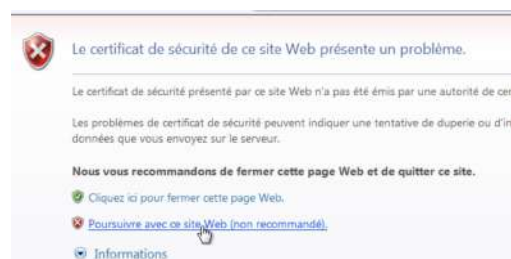 Le certificat de sécurité de ce site Web présente un problème.
Le certificat de sécurité présenté par ce site Web n'a pas été émis par une autorité de
Les problèmes de certificat de sécurité peuvent indiquer une tentative de duperie ou
données que vous envoyez sur le serveur.
Nous vous recommandons de fermer cette page Web et de quitter ce site.
Cliquez ici pour fermer cette page Web.
Poursuivre avec ce site Web (non recommandé).
Informations